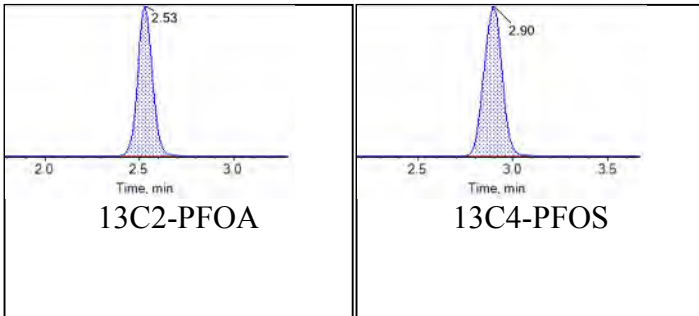 2.53
2.0 2.5 3.0
Time, min
13C2-PFOA
2.90
2.5 3.0 3.5
Time, min
13C4-PFOS